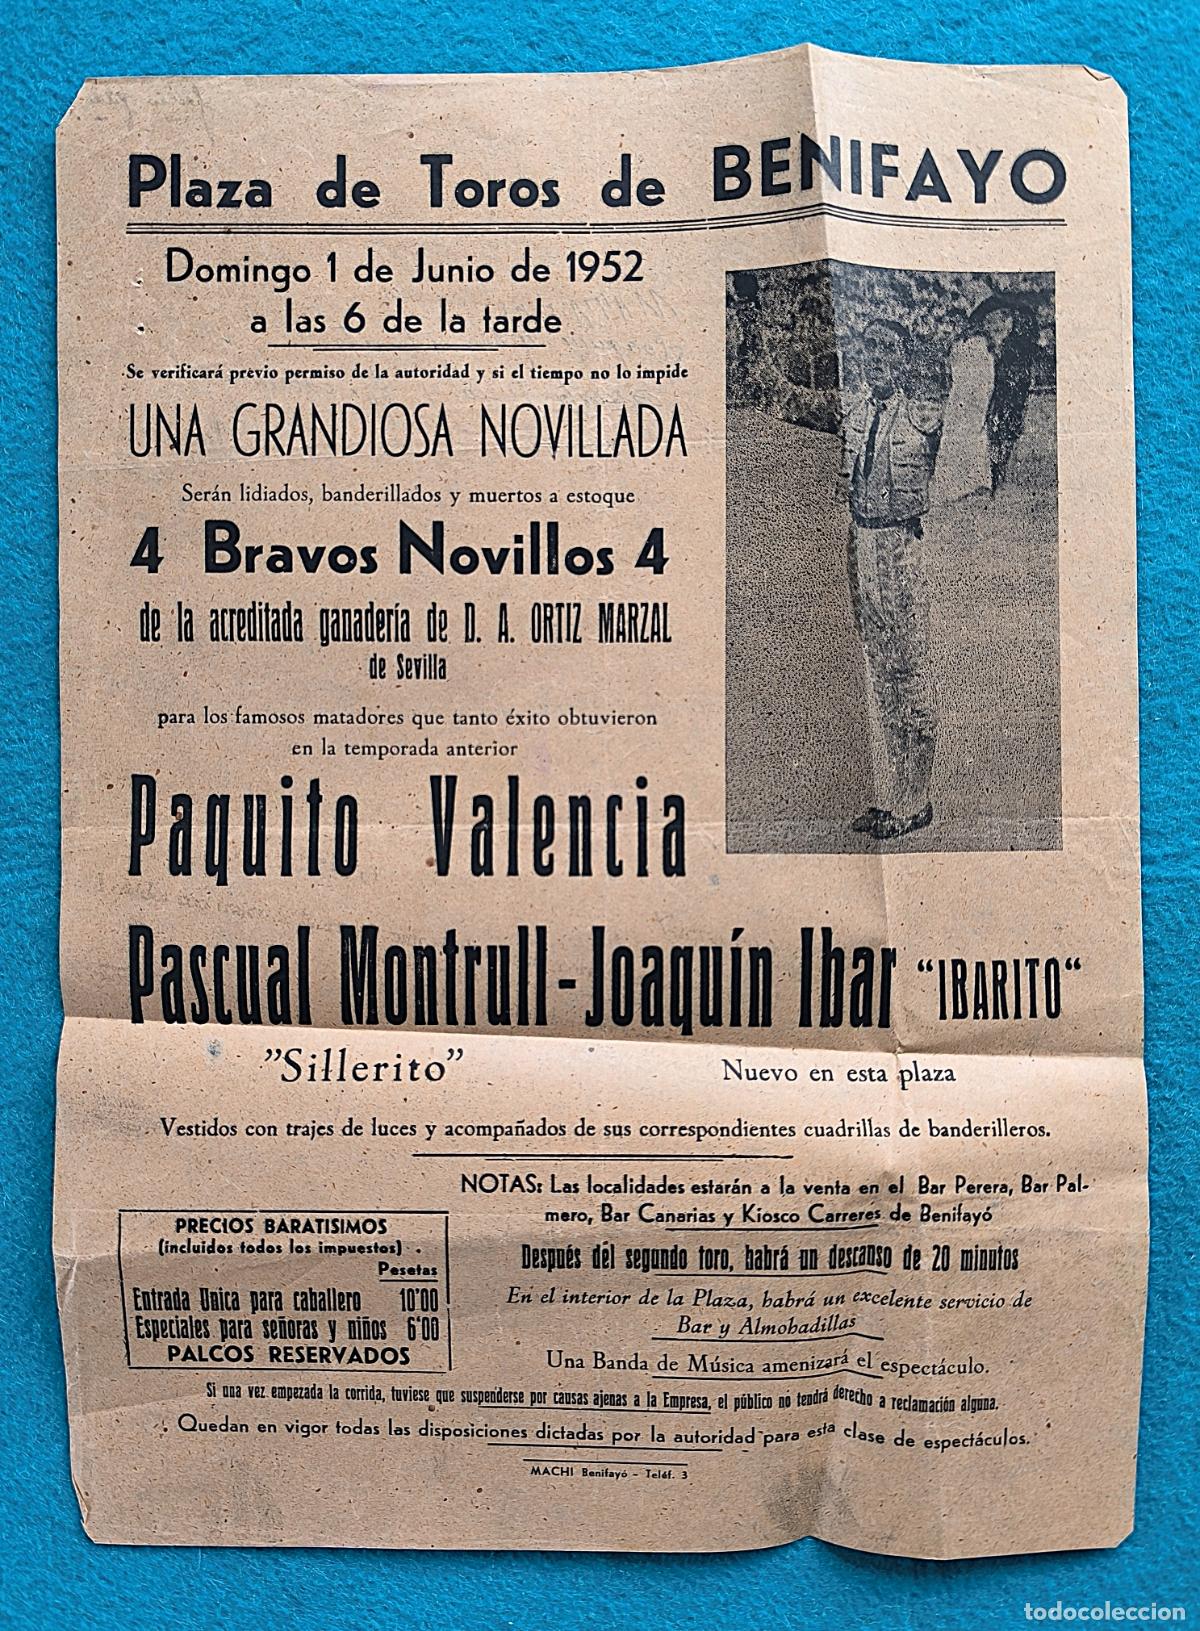 Plaza de Toros de BENIFAYO
Domingo 1 de Junio de 1952
a las 6 de la tarde
Se verificará previo permiso de la autoridad y si el tiempo no lo impide
UNA GRANDIOSA NOVILLADA
Serán lidiados, banderillados y muertos a estoque
4 Bravos Novillos 4
de la acreditada ganadería de D. A. ORTIZ MARZAL
de Sevilla
para los famosos matadores que tanto éxito obtuvieron
en la temporada anterior
Paquito Valencia
Pascual Montrull-Joaquín Ibar "IBARITO"
"Sillerito"
Nuevo en esta plaza
Vestidos con trajes de luces y acompañados de sus correspondientes cuadrillas de banderilleros.
PRECIOS BARATISIMOS
(incluidos todos los impuestos)
Pesetas
Entrada Unica para caballero 10'00
Especiales para señoras y niños 6'00
PALCOS RESERVADOS
NOTAS: Las localidades estarán a la venta en el Bar Perera, Bar Pal-
mero, Bar Canarias y Kiosco Carreres de Benifayó
Después dél segundo toro, habrá un descanso de 20 minutos
En el interior de la Plaza, habrá un excelente servicio de
Bar y Almohadillas
Una Banda de Música amenizará el espectáculo.
Si una vez empezada la corrida, tuviese que suspenderse por causas ajenas a la Empresa, el público no tendrá derecho a reclamación alguna.
Quedan en vigor todas las disposiciones dictadas por la autoridad para esta clase de espectáculos.
MACHI Benifayó - Teléf. 3
todocoleccion